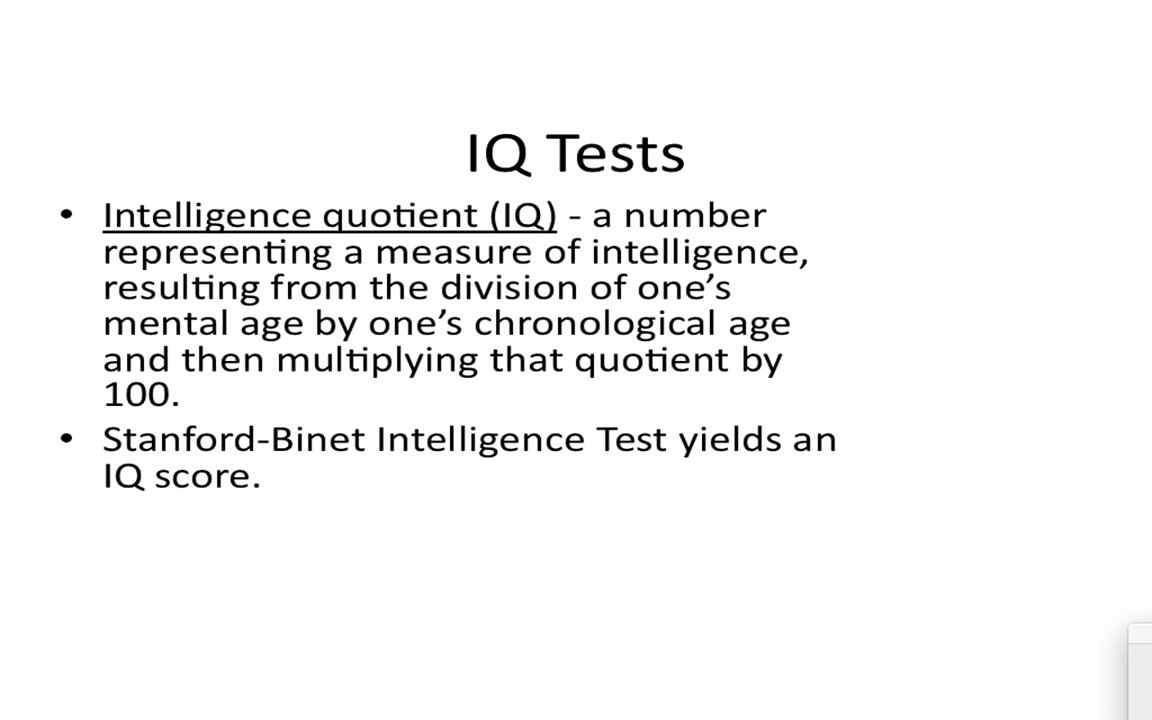 IQ Tests
• Intelligence quotient (IQ) - a number
representing a measure of intelligence,
resulting from the division of one’s
mental age by one’s chronological age
and then multiplying that quotient by
100.
• Stanford-Binet Intelligence Test yields an
IQ score.